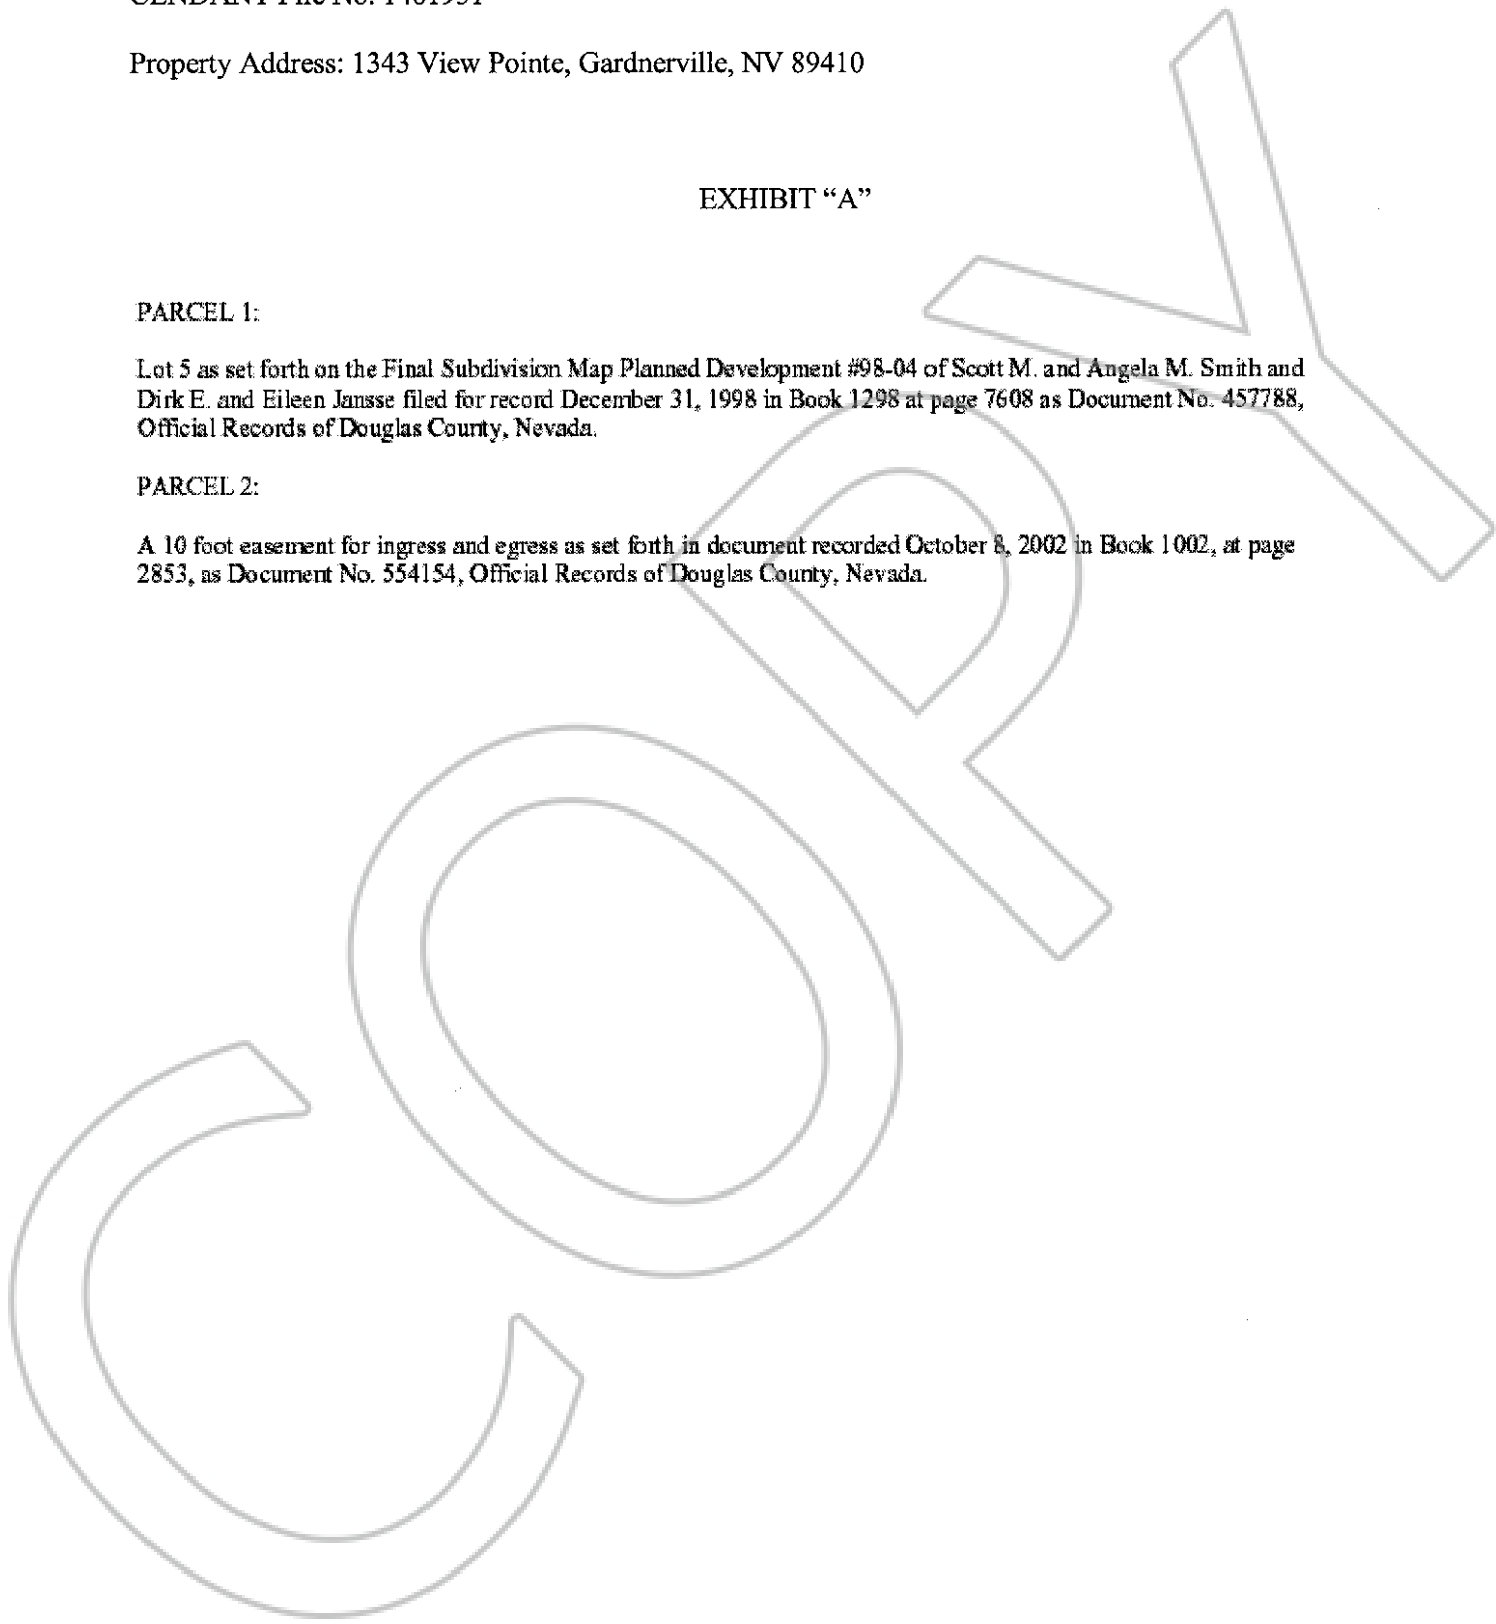 Property Address: 1343 View Pointe, Gardnerville, NV 89410
EXHIBIT “A”
PARCEL 1:
Lot 5 as set forth on the Final Subdivision Map Planned Development #98-04 of Scott M. and Angela M. Smith and
Dirk E. and Eileen Jansse filed for record December 31, 1998 in Book 1298 at page 7608 as Document No. 457788,
Official Records of Douglas County, Nevada.
PARCEL 2:
A 10 foot easement for ingress and egress as set forth in document recorded October 8, 2002 in Book 1002, at page
2853, as Document No. 554154, Official Records of Douglas County, Nevada.
COPY